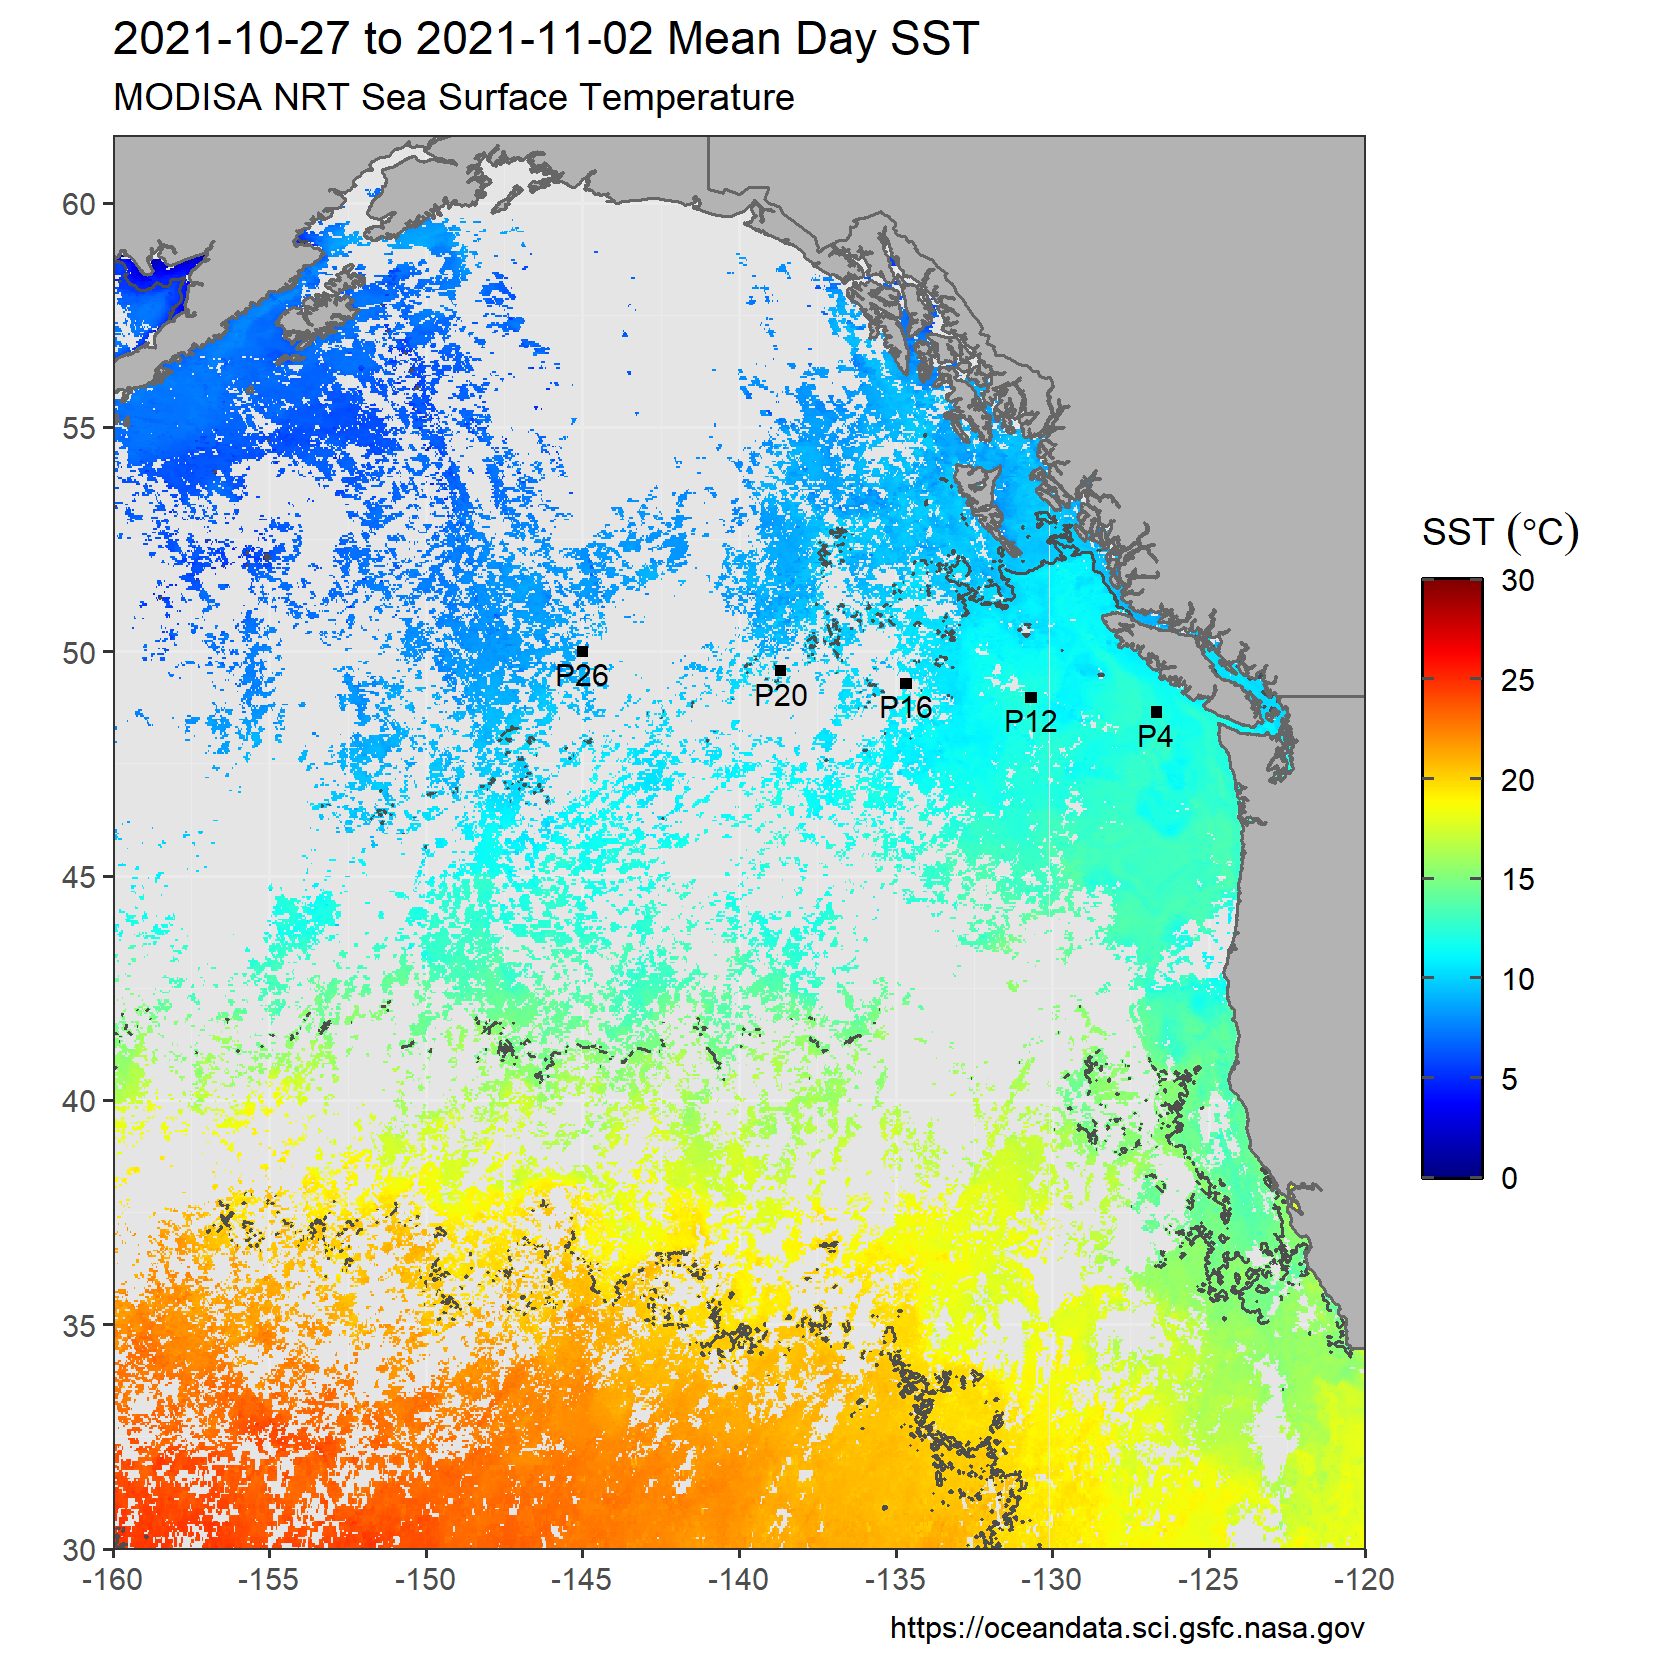 2021-10-27 to 2021-11-02 Mean Day SST
MODISA NRT Sea Surface Temperature
60
55
50
45
40
35
30
-160
-155
-150
-145
-140
-135
-130
-125
-120
P26
P20
P16
P12
P4
SST (°C)
30
25
20
15
10
5
0
https://oceandata.sci.gsfc.nasa.gov